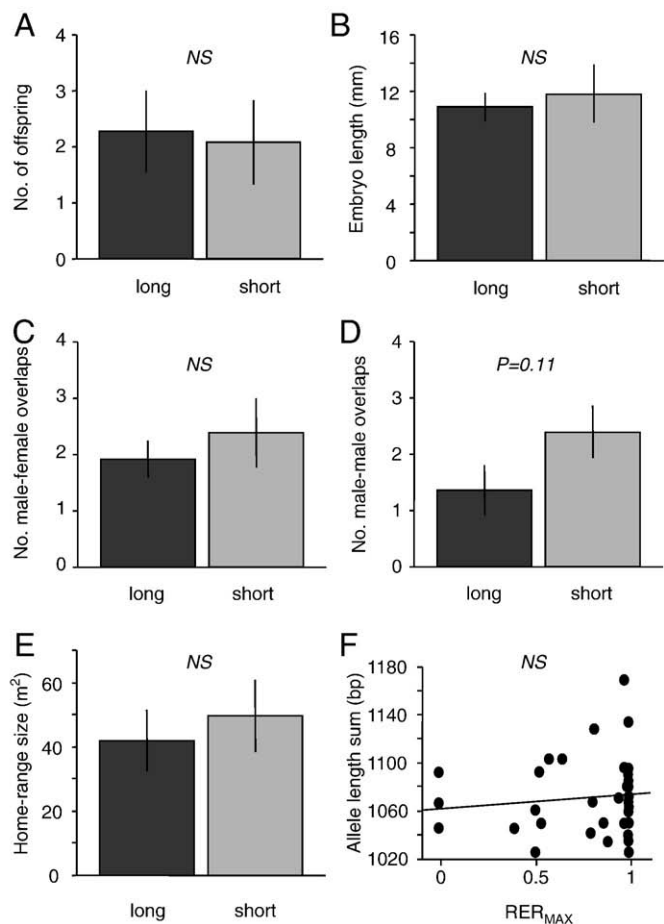 A
NS
No. of offspring
4
3
2
1
0
long short
B
NS
Embryo length (mm)
16
12
8
4
0
long short
C
NS
No. male-female overlaps
4
3
2
1
0
long short
D
P=0.11
No. male-male overlaps
4
3
2
1
0
long short
E
NS
Home-range size (m²)
60
40
20
0
long short
F
NS
Allele length sum (bp)
1180
1140
1100
1060
1020
0 0.5 1
RERMAX